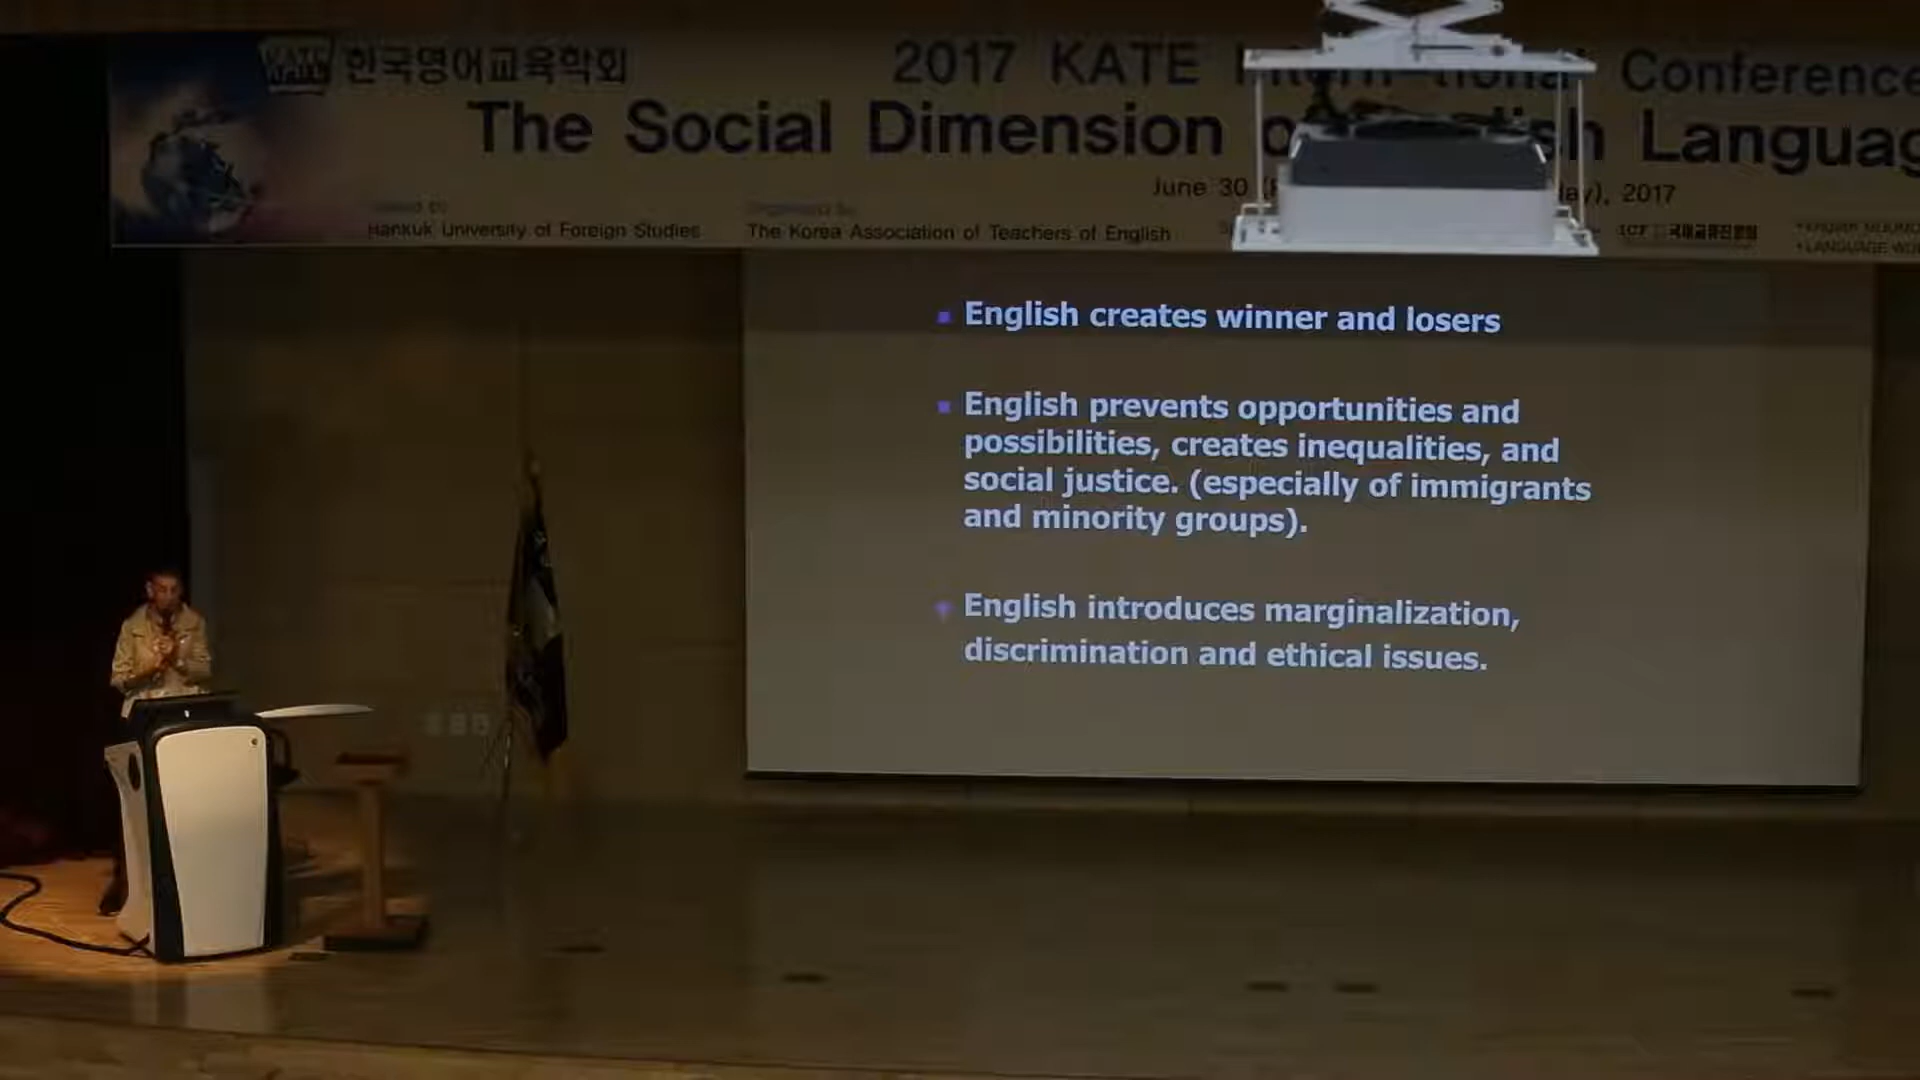 KATE 한국영어교육학회
2017 KATE Conference
The Social Dimension Language
June 30 2017
Hankuk University of Foreign Studies
The Korea Association of Teachers of English
English creates winner and losers
English prevents opportunities and
possibilities, creates inequalities, and
social justice. (especially of immigrants
and minority groups).
English introduces marginalization,
discrimination and ethical issues.